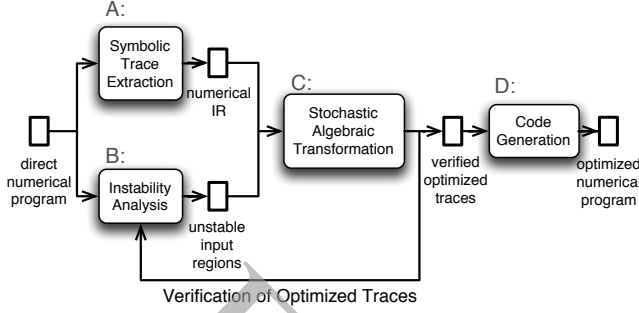 A:
Symbolic
Trace
Extraction
numerical
IR
B:
Instability
Analysis
direct
numerical
program
unstable
input
regions
C:
Stochastic
Algebraic
Transformation
verified
optimized
traces
D:
Code
Generation
optimized
numerical
program
Verification of Optimized Traces